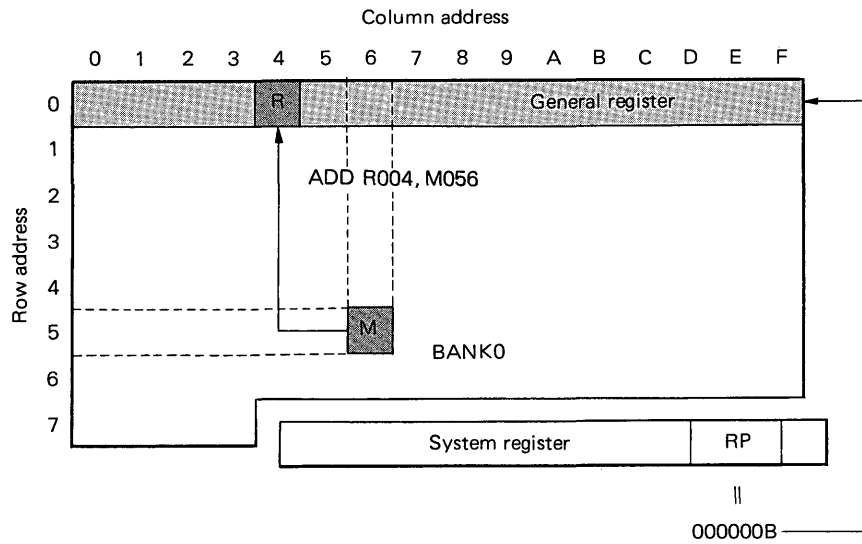 Column address
0 1 2 3 4 5 6 7 8 9 A B C D E F
Row address
0 R General register
1
ADD R004, M056
2
3
4
5 M
BANK0
6
7
System register RP
||
000000B